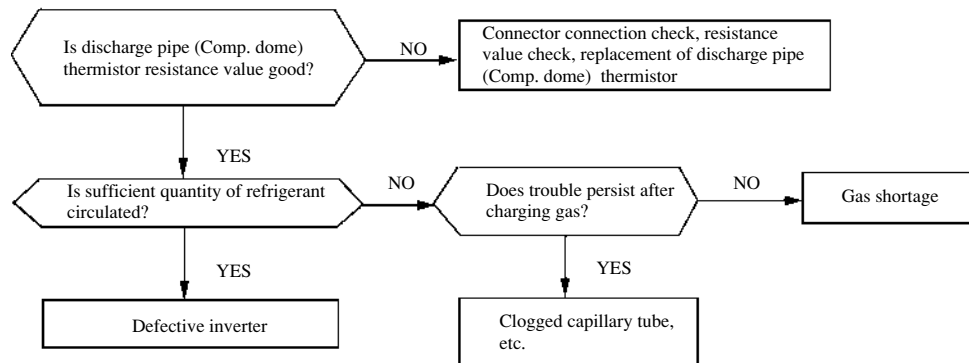 Is discharge pipe (Comp. dome)
thermistor resistance value good?
NO
Connector connection check, resistance
value check, replacement of discharge pipe
(Comp. dome) thermistor
YES
Is sufficient quantity of refrigerant
circulated?
NO
Does trouble persist after
charging gas?
NO
Gas shortage
YES
YES
Defective inverter
Clogged capillary tube,
etc.